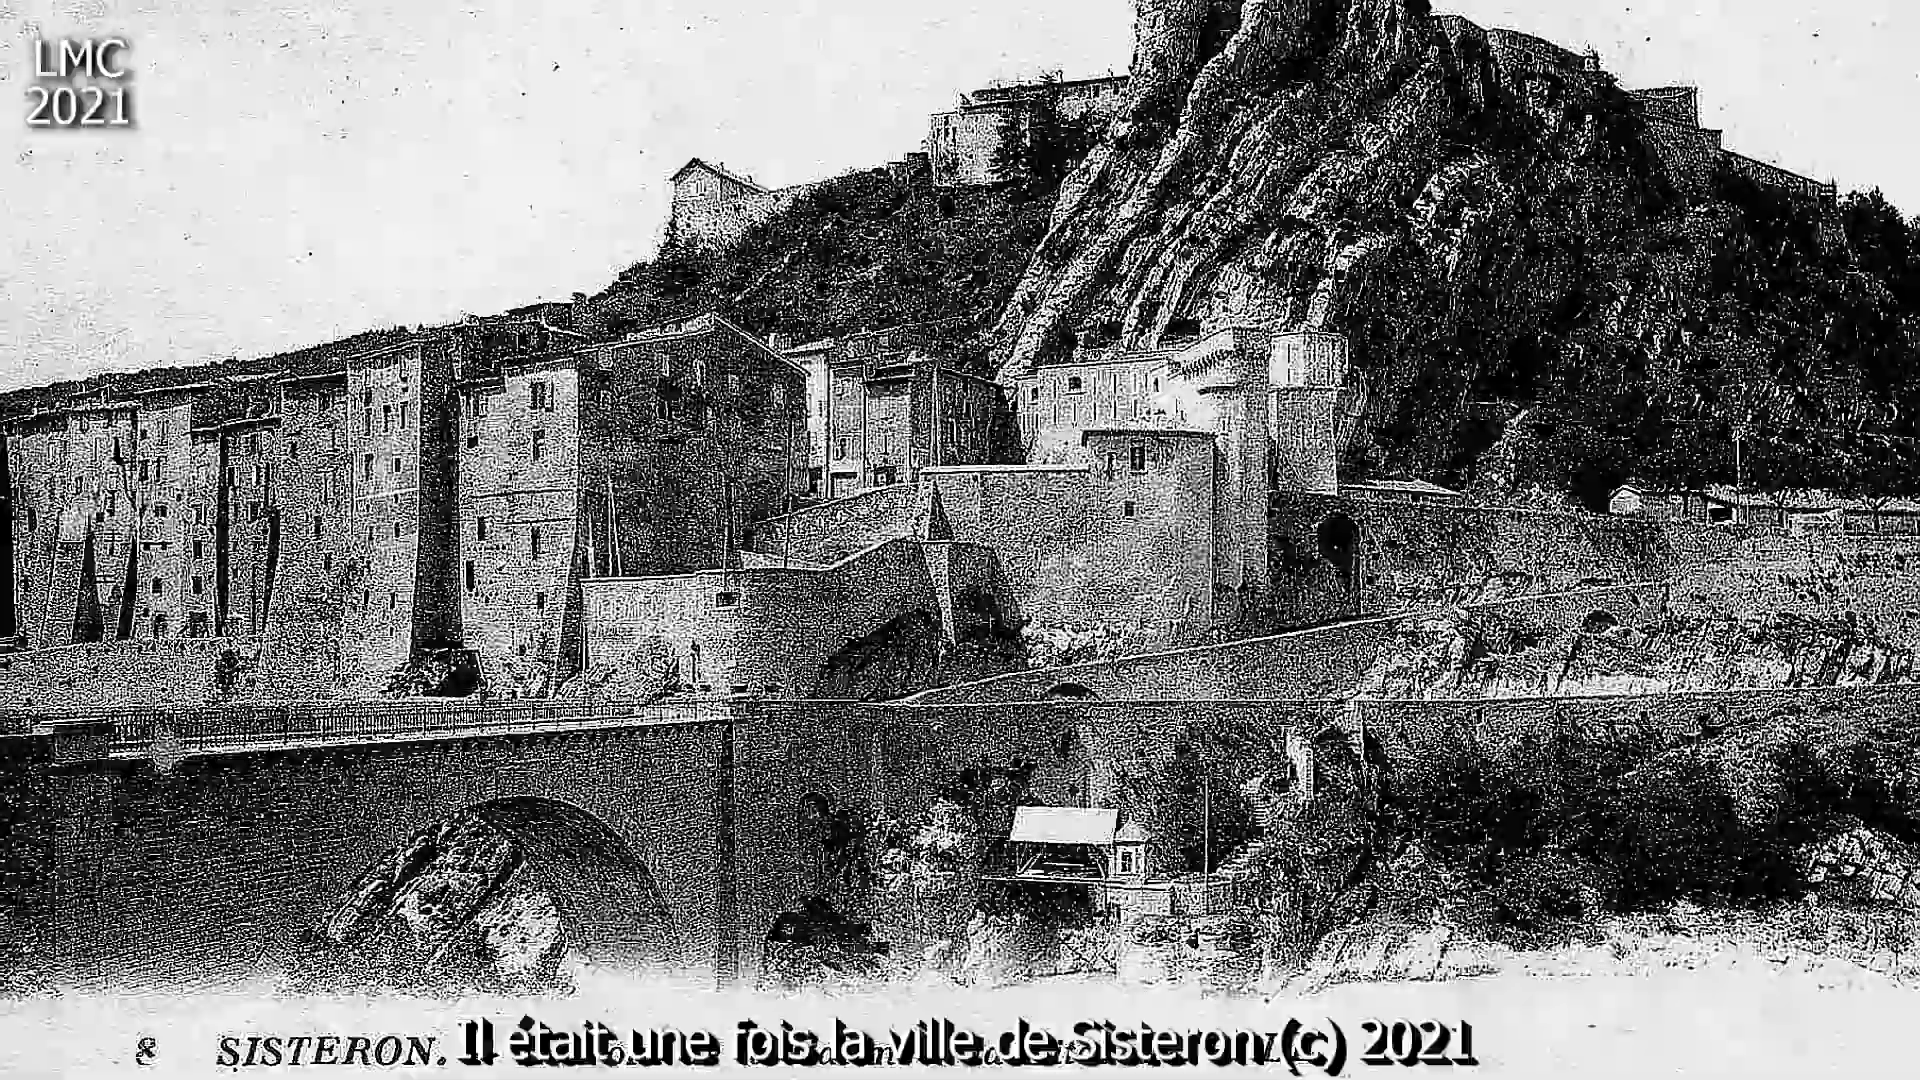 LMC
2021
8 SISTERON.
Il était une fois la ville de Sisteron (c) 2021